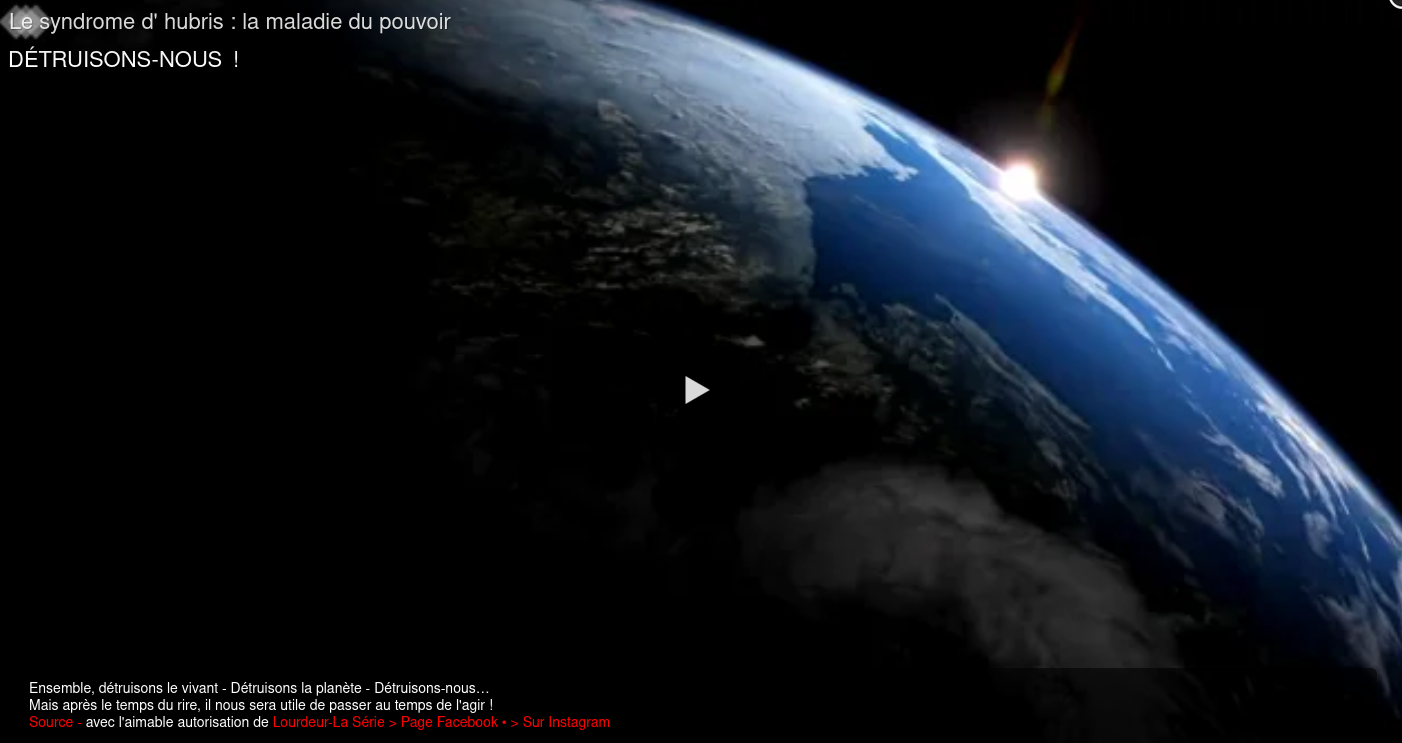 Le syndrome d' hubris : la maladie du pouvoir
DÉTRUISONS-NOUS !
Ensemble, détruisons le vivant - Détruisons la planète - Détruisons-nous…
Mais après le temps du rire, il nous sera utile de passer au temps de l'agir !
Source - avec l'aimable autorisation de Lourdeur-La Série > Page Facebook • > Sur Instagram